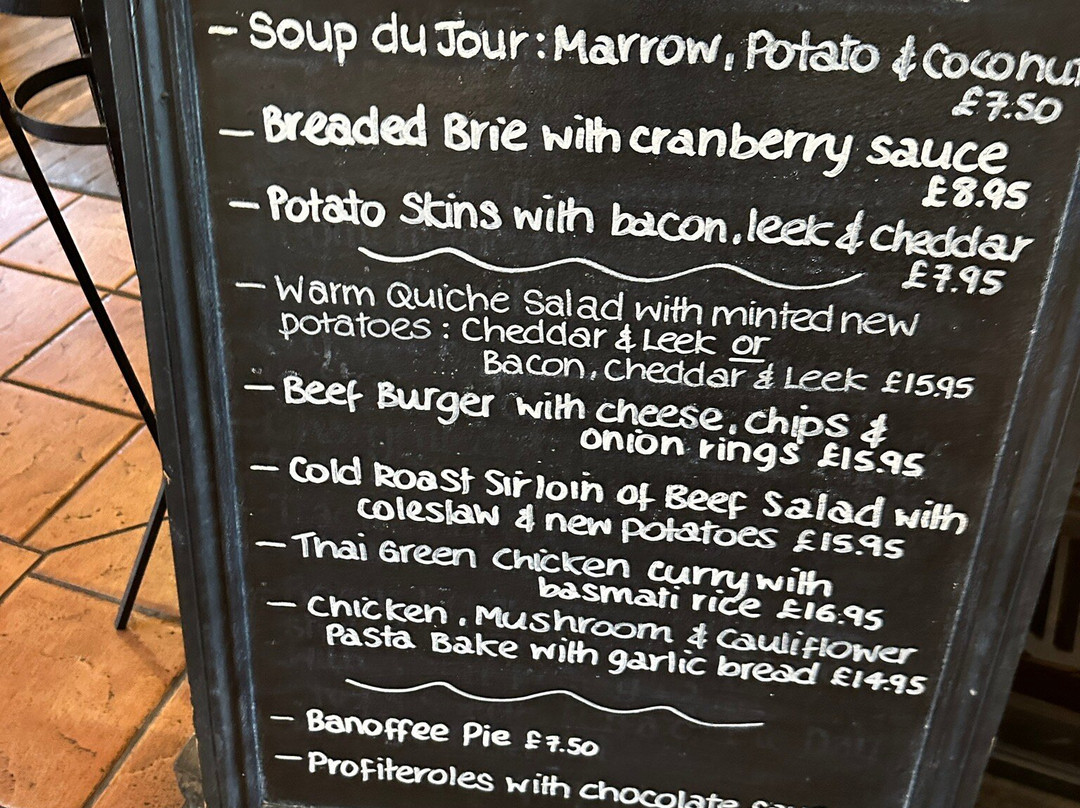 - Soup du Jour: Marrow, Potato & Coconut
£7.50
- Breaded Brie with cranberry sauce
£8.95
- Potato Skins with bacon, leek & cheddar
£7.95
- Warm Quiche Salad with minted new
potatoes: Cheddar & Leek or
Bacon, Cheddar & Leek £15.95
- Beef Burger with cheese, chips &
onion rings £15.95
- Cold Roast Sirloin of Beef Salad with
coleslaw & new potatoes £15.95
- Thai Green Chicken curry with
basmati rice £16.95
- Chicken, Mushroom & Cauliflower
Pasta Bake with garlic bread £14.95
- Banoffee Pie £7.50
- Profiteroles with chocolate